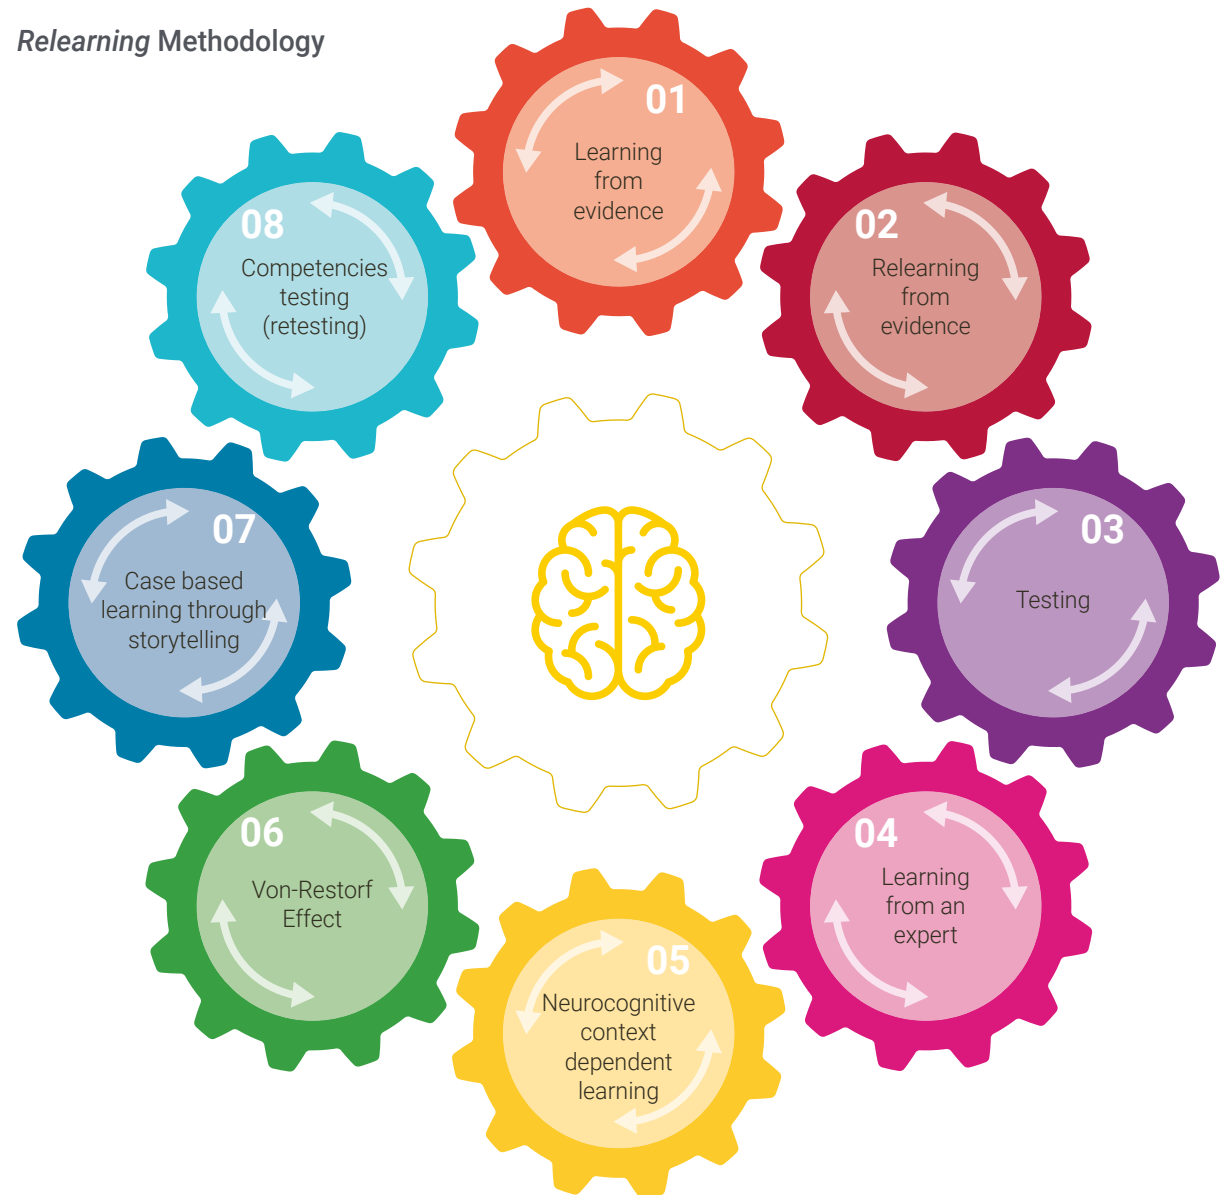 Relearning Methodology
01
Learning
from
evidence
02
Relearning
from
evidence
03
Testing
04
Learning
from an
expert
05
Neurocognitive
context
dependent
learning
06
Von-Restorf
Effect
07
Case based
learning through
storytelling
08
Competencies
testing
(retesting)